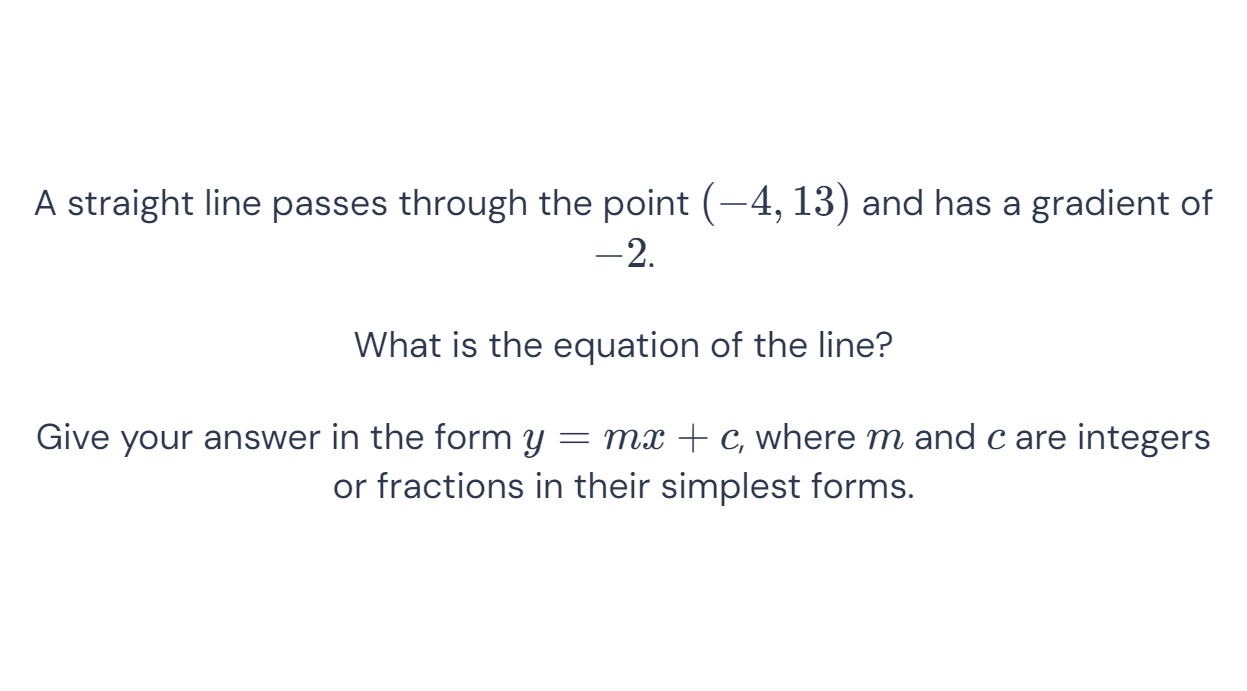 A straight line passes through the point (−4, 13) and has a gradient of
−2.
What is the equation of the line?
Give your answer in the form y = mx + c, where m and c are integers
or fractions in their simplest forms.